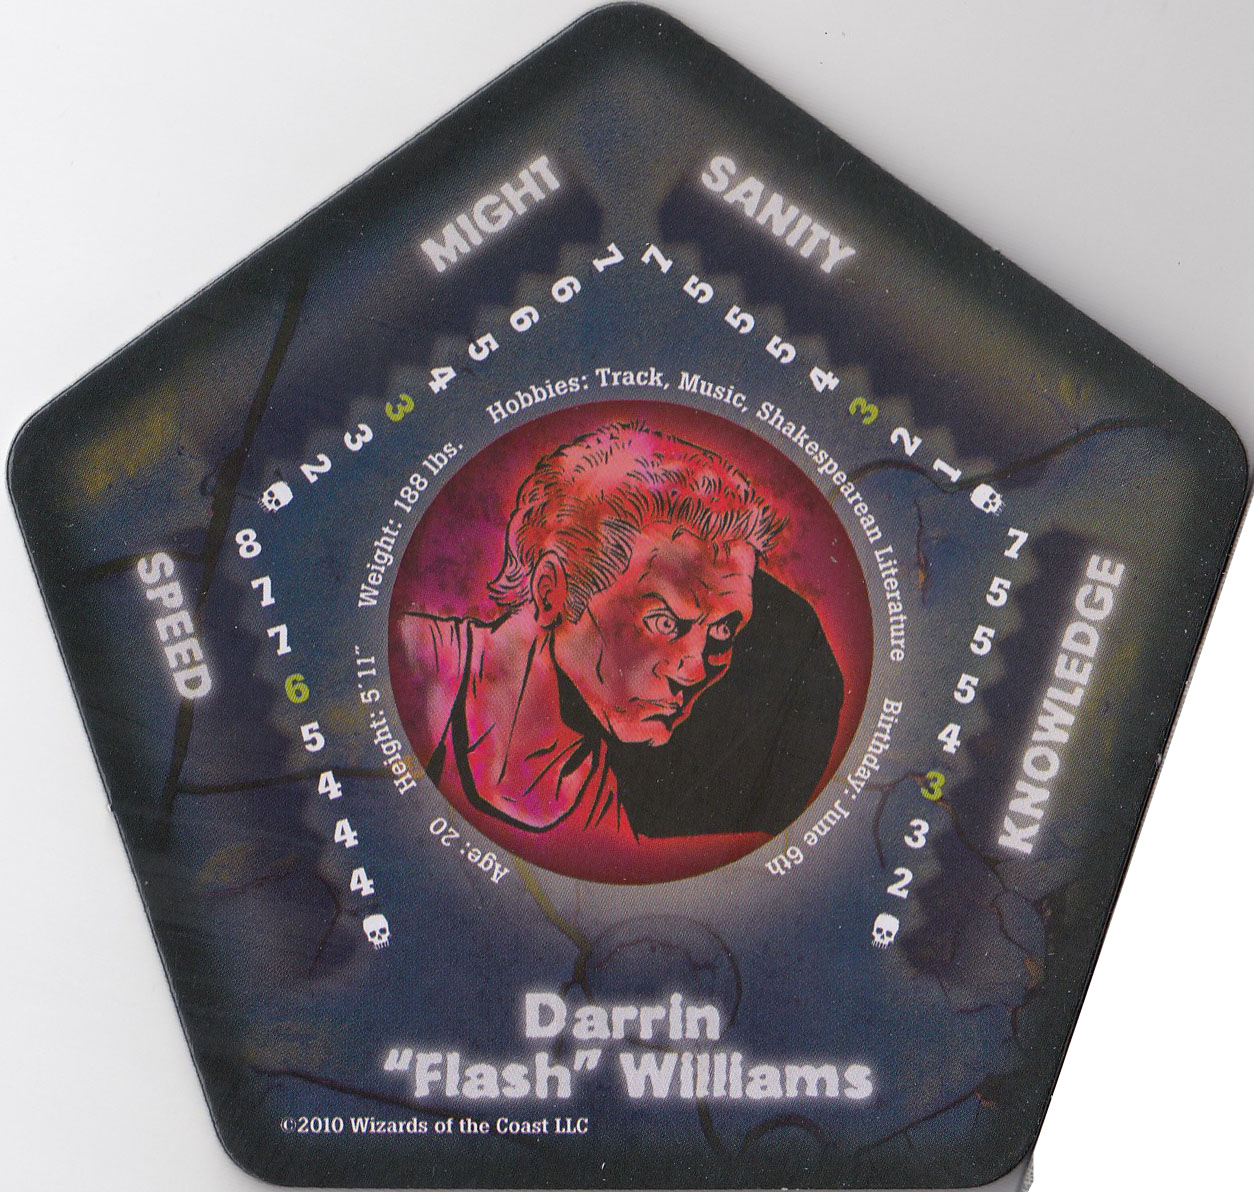 MIGHT
SANITY
SPEED
KNOWLEDGE
2 3 3 4 5 6 6 7
7 5 5 5 4 3 2 1
8 7 7 6 5 4 4 4
7 5 5 5 4 3 3 2
Age: 20
Height: 5' 11"
Weight: 188 lbs.
Hobbies: Track, Music, Shakespearean Literature
Birthday: June 6th
Darrin
“Flash” Williams
©2010 Wizards of the Coast LLC